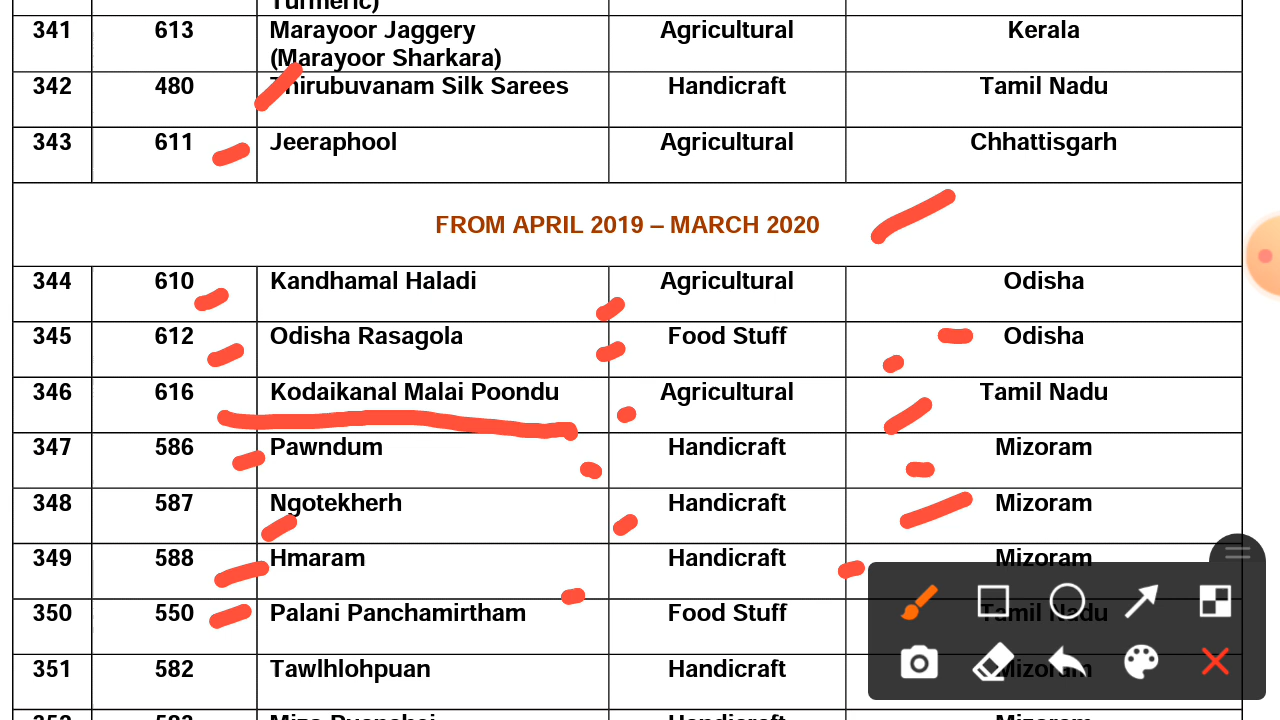 Turmeric)
341 613 Marayoor Jaggery Agricultural Kerala
(Marayoor Sharkara)
342 480 Thirubuvanam Silk Sarees Handicraft Tamil Nadu
343 611 Jeeraphool Agricultural Chhattisgarh
FROM APRIL 2019 – MARCH 2020
344 610 Kandhamal Haladi Agricultural Odisha
345 612 Odisha Rasagola Food Stuff Odisha
346 616 Kodaikanal Malai Poondu Agricultural Tamil Nadu
347 586 Pawndum Handicraft Mizoram
348 587 Ngotekherh Handicraft Mizoram
349 588 Hmaram Handicraft Mizoram
350 550 Palani Panchamirtham Food Stuff Tamil Nadu
351 582 Tawlhlohpuan Handicraft Mizoram